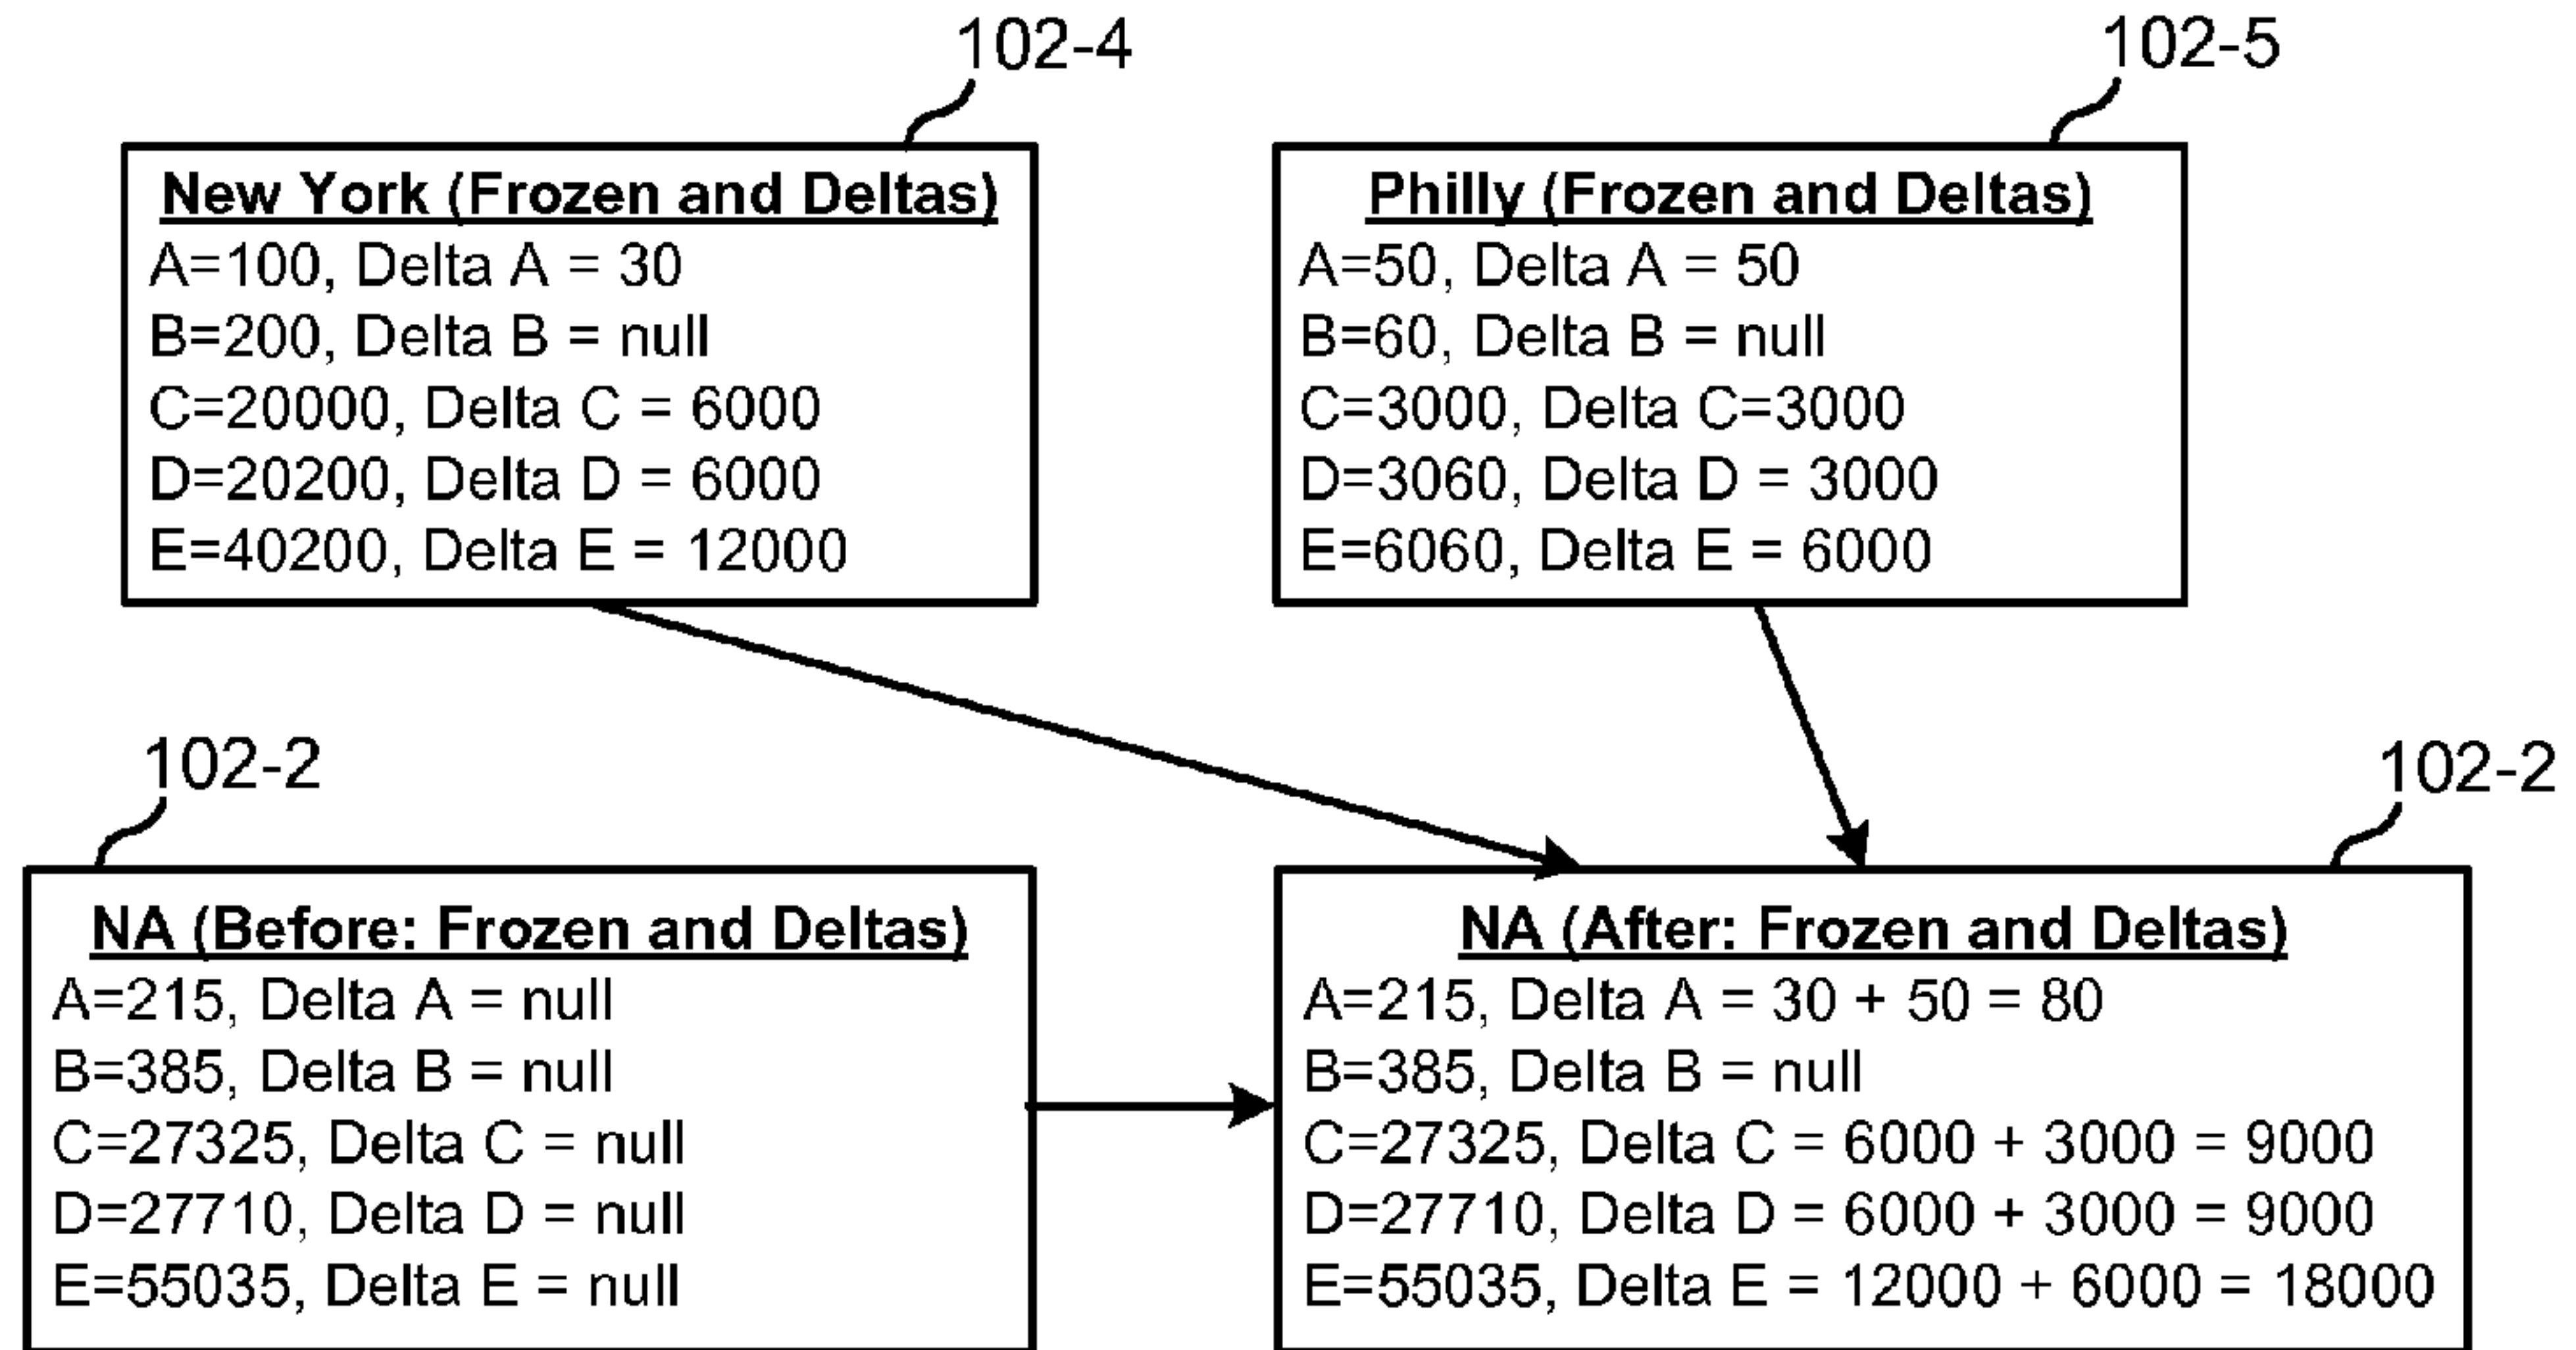 102-4
New York (Frozen and Deltas)
A=100, Delta A = 30
B=200, Delta B = null
C=20000, Delta C = 6000
D=20200, Delta D = 6000
E=40200, Delta E = 12000
102-5
Philly (Frozen and Deltas)
A=50, Delta A = 50
B=60, Delta B = null
C=3000, Delta C=3000
D=3060, Delta D = 3000
E=6060, Delta E = 6000
102-2
NA (Before: Frozen and Deltas)
A=215, Delta A = null
B=385, Delta B = null
C=27325, Delta C = null
D=27710, Delta D = null
E=55035, Delta E = null
102-2
NA (After: Frozen and Deltas)
A=215, Delta A = 30 + 50 = 80
B=385, Delta B = null
C=27325, Delta C = 6000 + 3000 = 9000
D=27710, Delta D = 6000 + 3000 = 9000
E=55035, Delta E = 12000 + 6000 = 18000